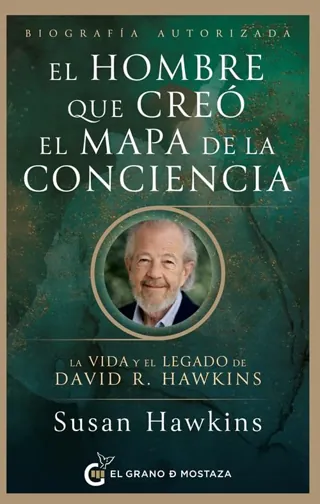 BIOGRAFÍA AUTORIZADA
EL HOMBRE
QUE CREÓ
EL MAPA DE LA
CONCIENCIA
LA VIDA Y EL LEGADO DE
DAVID R. HAWKINS
Susan Hawkins
EL GRANO Đ MOSTAZA